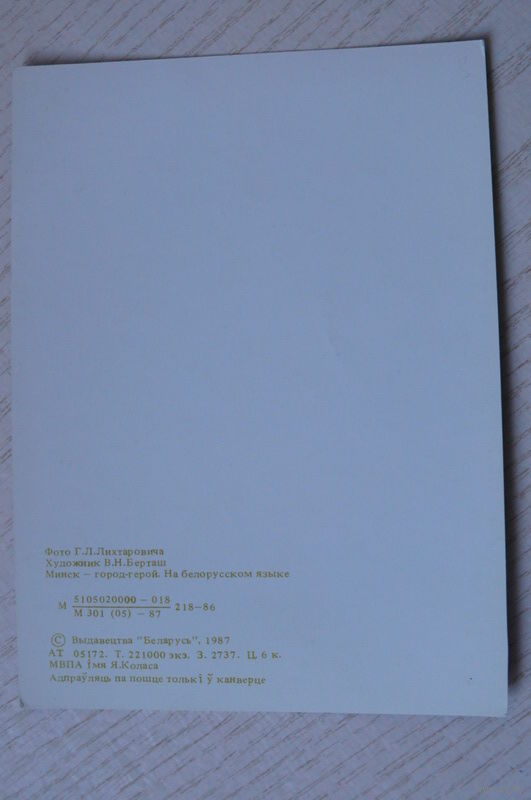 Фото Г.Л.Лихтаровича
Художник В.Н.Берташ
Минск – город-герой. На белорусском языке
М 5105020000 – 018
М 301 (05) – 87 218–86
© Выдавецтва "Беларусь", 1987
АТ 05172. Т. 221000 экз. З. 2737. Ц. 6 к.
МВПА імя Я.Коласа
Адпраўляць па пошце толькі ў канверце